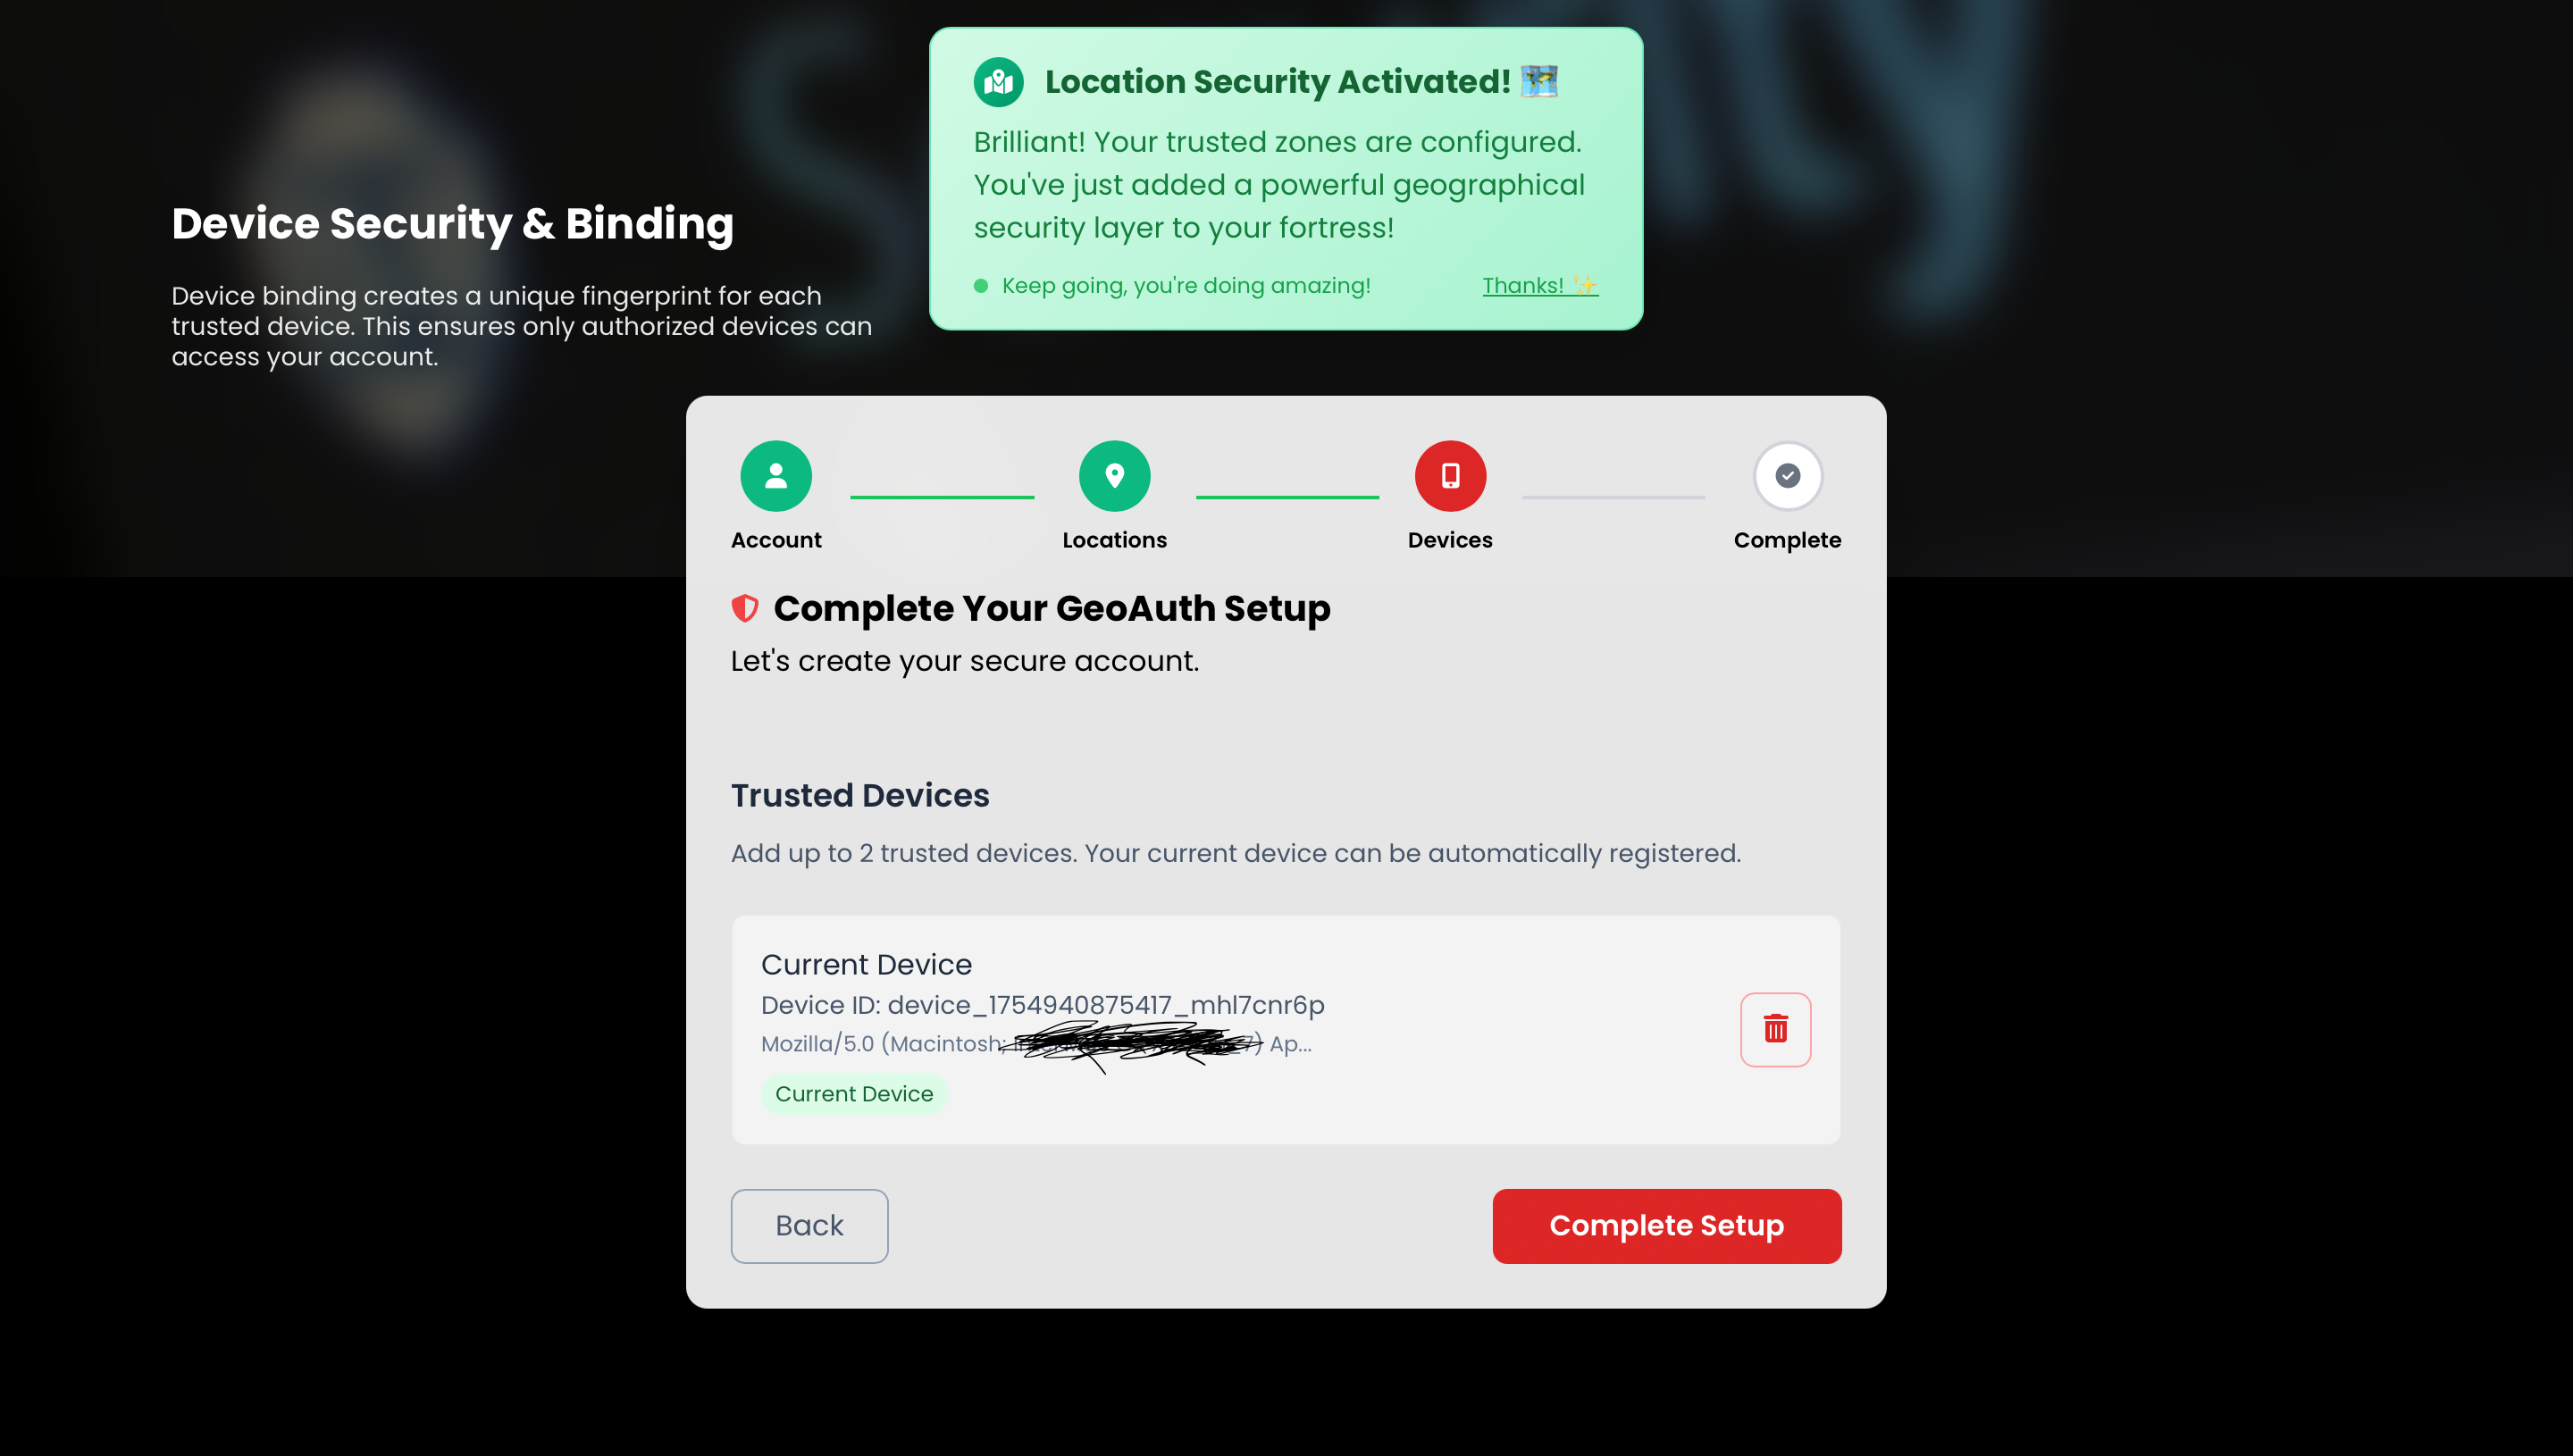 Location Security Activated! 🗺️
Brilliant! Your trusted zones are configured.
You've just added a powerful geographical
security layer to your fortress!
Keep going, you're doing amazing! Thanks! ✨
Device Security & Binding
Device binding creates a unique fingerprint for each
trusted device. This ensures only authorized devices can
access your account.
Account Locations Devices Complete
Complete Your GeoAuth Setup
Let's create your secure account.
Trusted Devices
Add up to 2 trusted devices. Your current device can be automatically registered.
Current Device
Device ID: device_1754940875417_mhl7cnr6p
Mozilla/5.0 (Macintosh; 7) Ap...
Current Device
Back Complete Setup